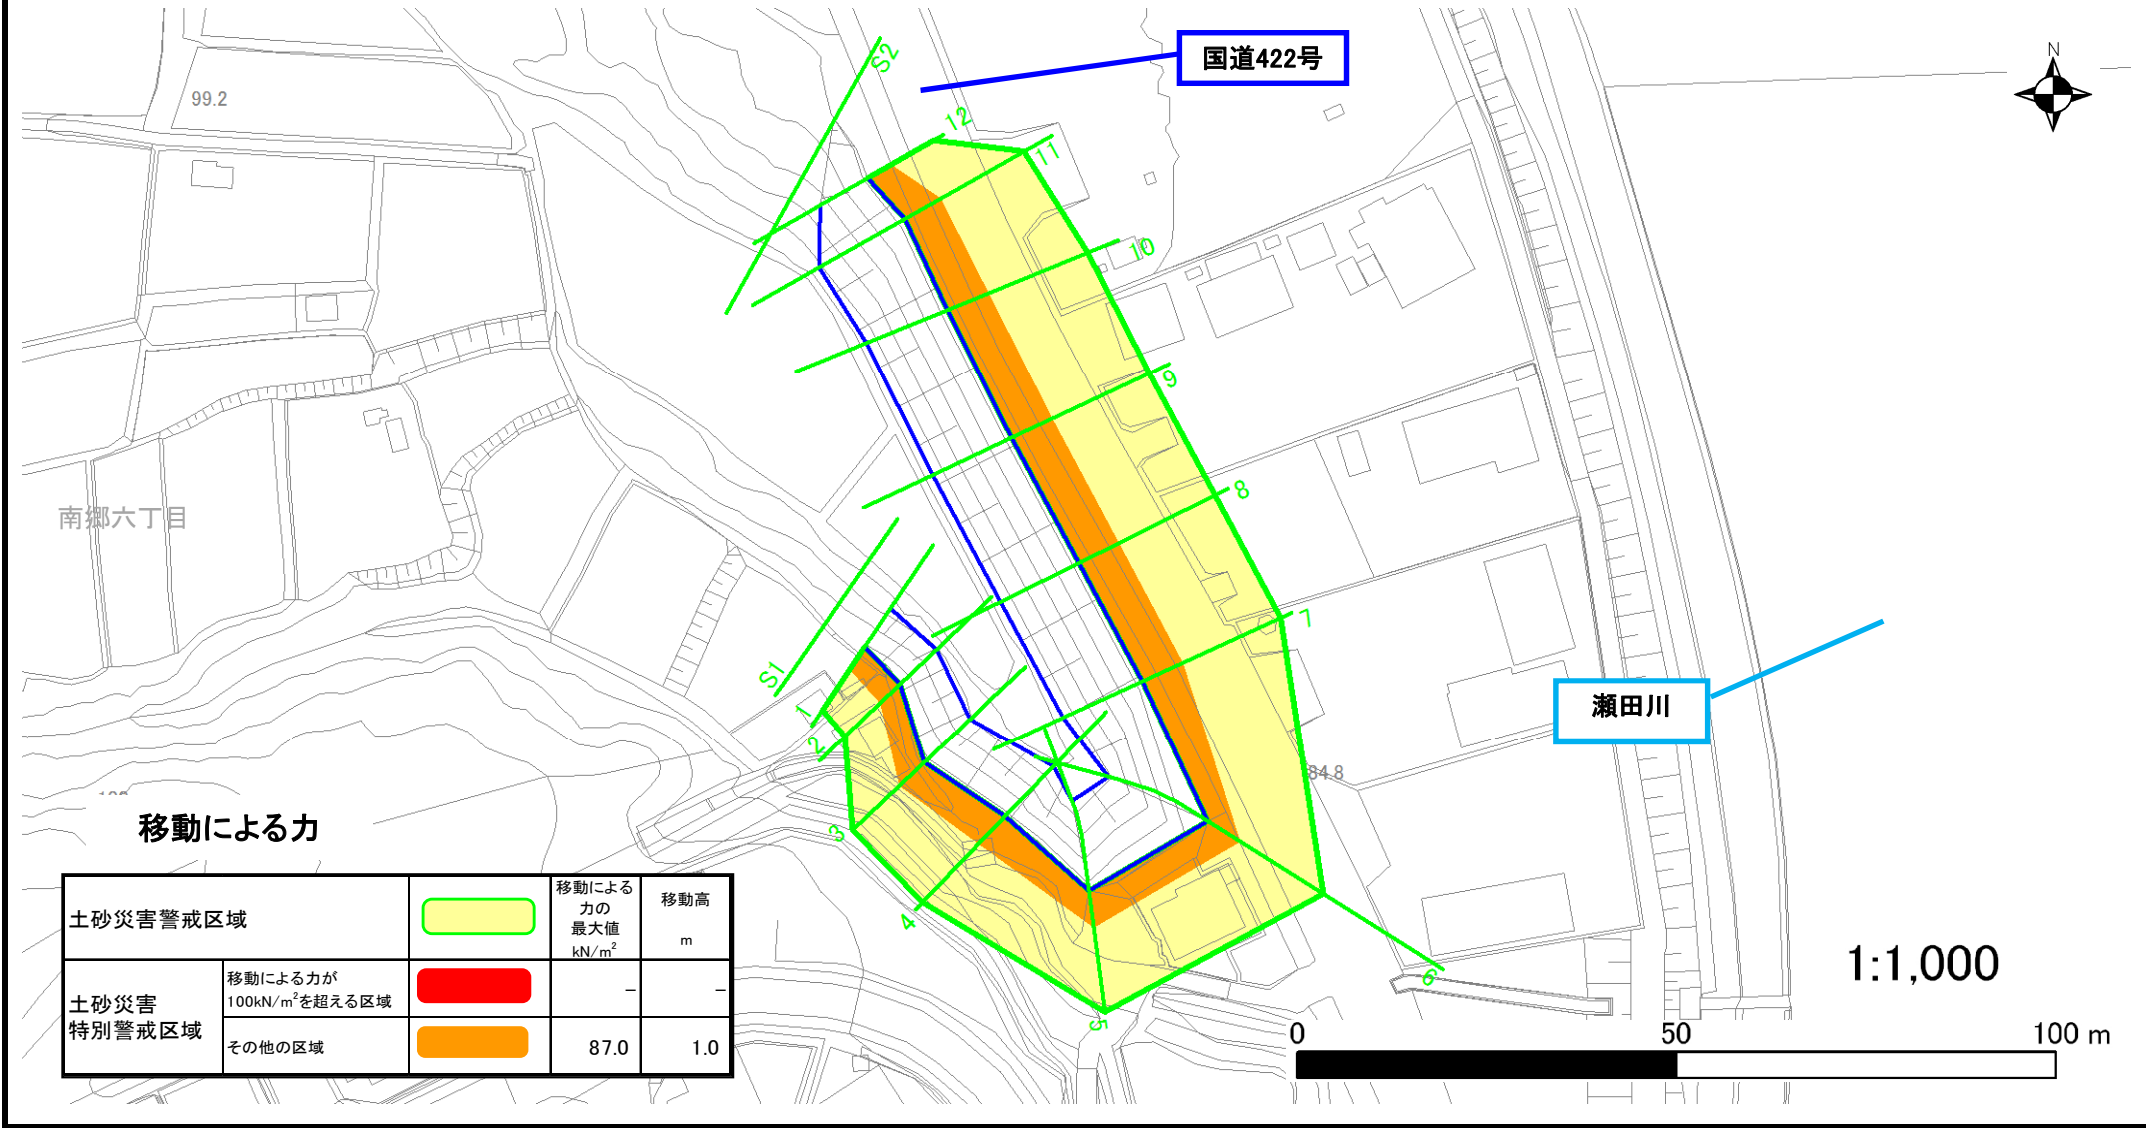 国道422号
N
99.2
S2
12
11
10
9
8
7
南郷六丁目
S1
1
2
3
4
5
6
瀬田川
84.8
移動による力
土砂災害警戒区域
移動による力の最大値 kN/m²
移動高 m
土砂災害特別警戒区域
移動による力が100kN/m²を超える区域
－ －
その他の区域
87.0 1.0
1:1,000
0 50 100 m